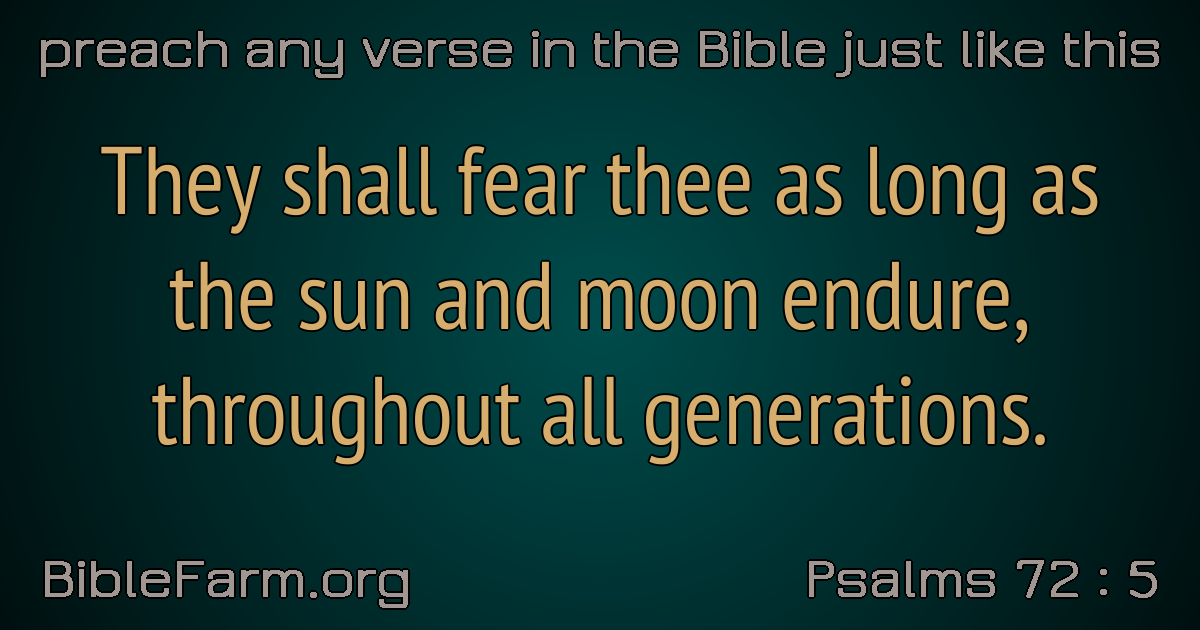 preach any verse in the Bible just like this
They shall fear thee as long as
the sun and moon endure,
throughout all generations.
BibleFarm.org
Psalms 72 : 5